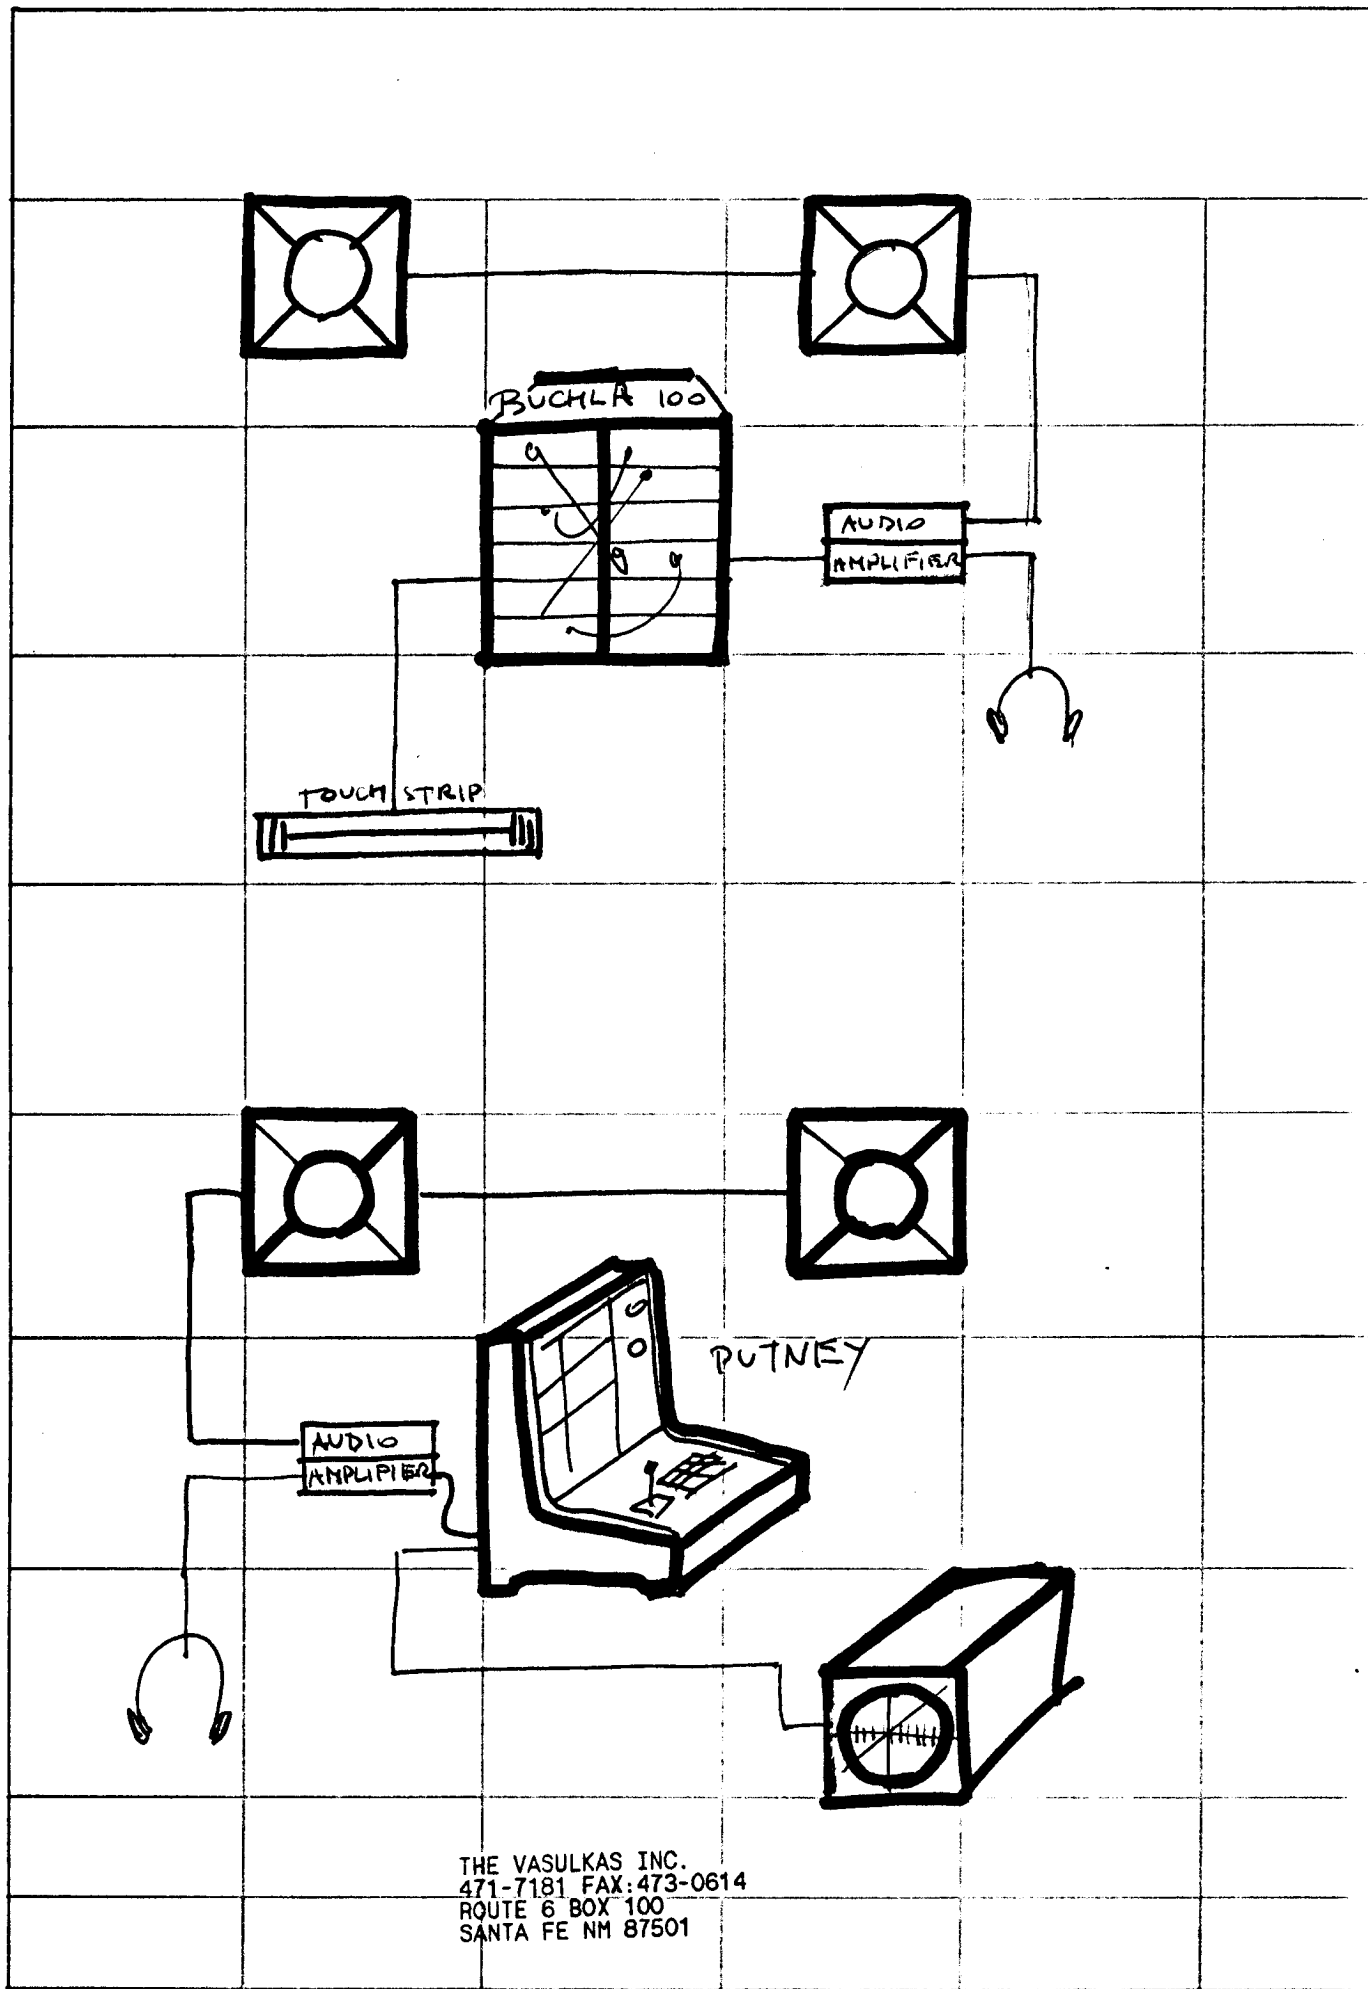 BUCHLA 100
AUDIO
AMPLIFIER
TOUCH STRIP
PUTNEY
AUDIO
AMPLIFIER
THE VASULKAS INC.
471-7181 FAX:473-0614
ROUTE 6 BOX 100
SANTA FE NM 87501